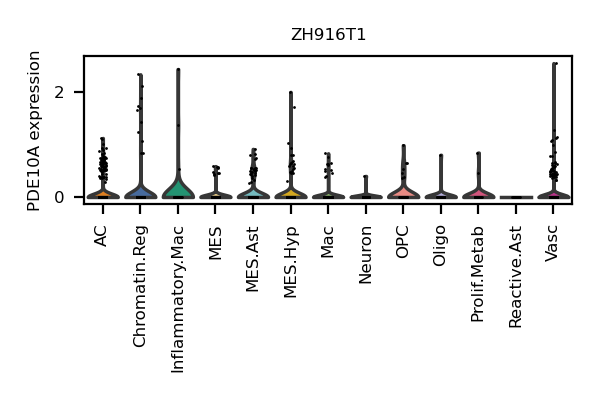 ZH916T1
PDE10A expression
2
0
AC
Chromatin.Reg
Inflammatory.Mac
MES
MES.Ast
MES.Hyp
Mac
Neuron
OPC
Oligo
Prolif.Metab
Reactive.Ast
Vasc